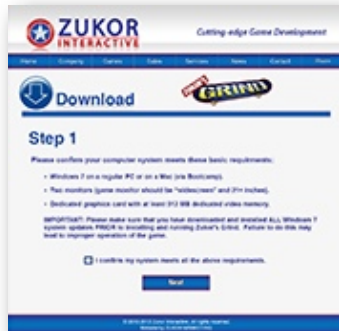 ZUKOR
INTERACTIVE
Cutting-edge Game Development
Home Company Games Sales Services News Contact
Download
GRIND
Step 1
Please confirm your computer system meets these basic requirements:
• Windows 7 on a regular PC or on a Mac (via Bootcamp).
• Two monitors (game monitor should be "widescreen" and 21+ inches).
• Dedicated graphics card with at least 512 MB dedicated video memory.
IMPORTANT: Please make sure that you have downloaded and installed ALL Windows 7
system updates PRIOR to installing and running Zukor's Grind. Failure to do this may
lead to improper operation of the game.
I confirm my system meets all the above requirements.
Next